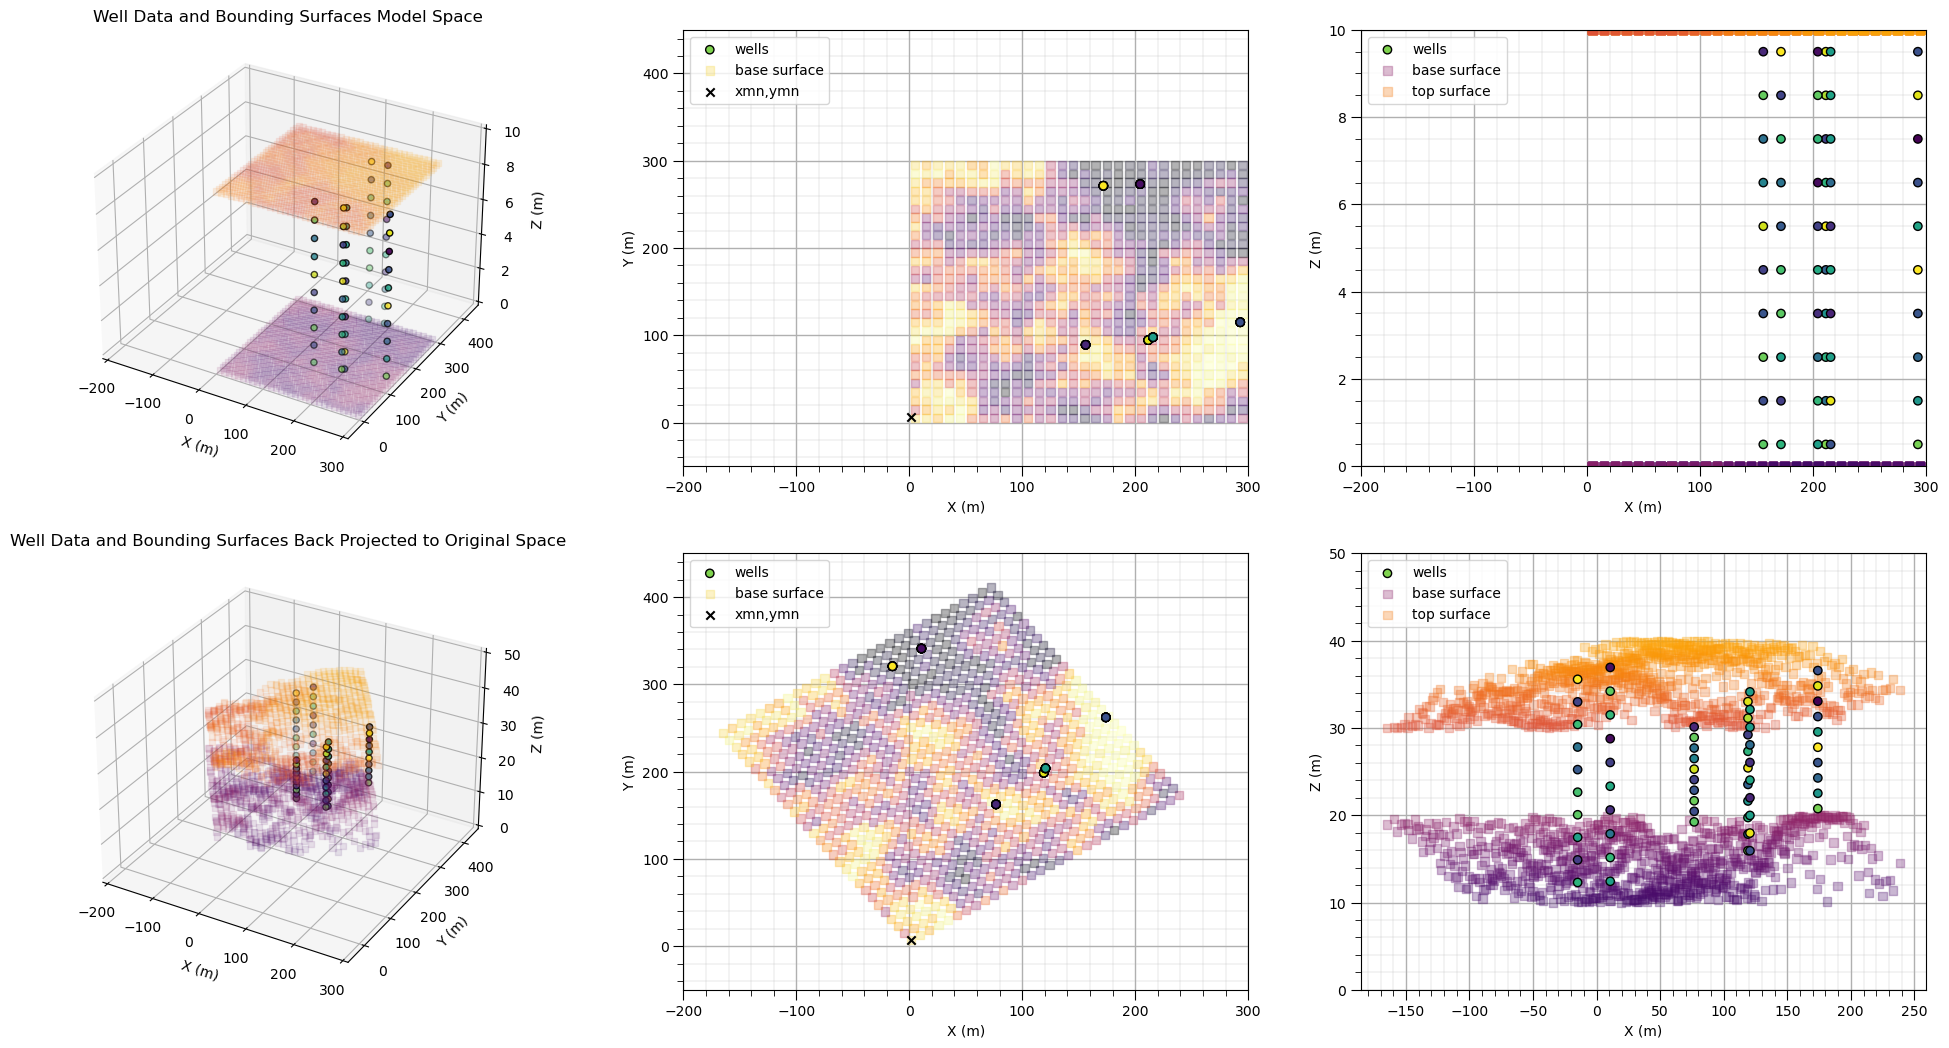 Well Data and Bounding Surfaces Model Space
10
8
6
4
2
0
Z (m)
−200
−100
0
100
200
300
X (m)
0
100
200
300
400
Y (m)
wells
base surface
xmn,ymn
400
300
200
100
0
Y (m)
−200
−100
0
100
200
300
X (m)
wells
base surface
top surface
10
8
6
4
2
0
Z (m)
−200
−100
0
100
200
300
X (m)
Well Data and Bounding Surfaces Back Projected to Original Space
50
40
30
20
10
0
Z (m)
−200
−100
0
100
200
300
X (m)
0
100
200
300
400
Y (m)
wells
base surface
xmn,ymn
400
300
200
100
0
Y (m)
−200
−100
0
100
200
300
X (m)
wells
base surface
top surface
50
40
30
20
10
0
Z (m)
−150
−100
−50
0
50
100
150
200
250
X (m)